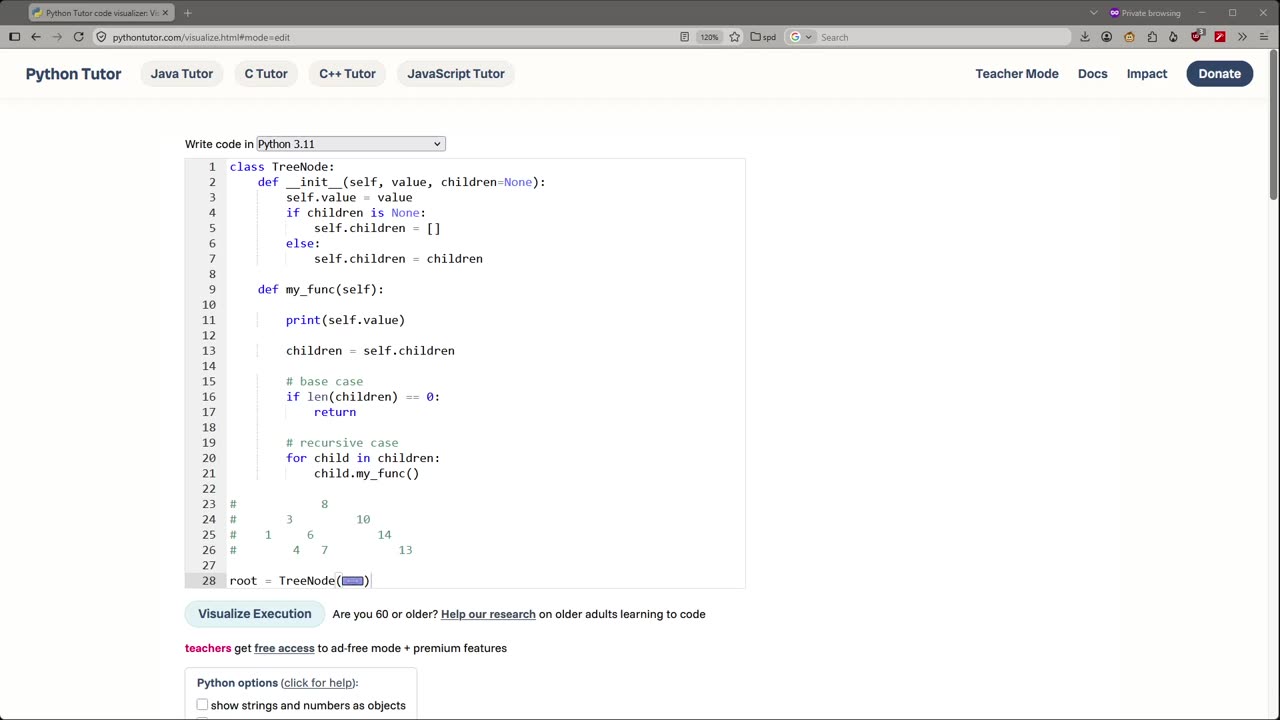 Python Tutor code visualizer: Vi
Private browsing
pythontutor.com/visualize.html#mode=edit
120%
spd
Search
Python Tutor
Java Tutor
C Tutor
C++ Tutor
JavaScript Tutor
Teacher Mode
Docs
Impact
Donate
Write code in Python 3.11
1 class TreeNode:
2     def __init__(self, value, children=None):
3         self.value = value
4         if children is None:
5             self.children = []
6         else:
7             self.children = children
8
9     def my_func(self):
10
11         print(self.value)
12
13         children = self.children
14
15         # base case
16         if len(children) == 0:
17             return
18
19         # recursive case
20         for child in children:
21             child.my_func()
22
23 #            8
24 #       3         10
25 #    1     6         14
26 #        4   7          13
27
28 root = TreeNode()
Visualize Execution
Are you 60 or older? Help our research on older adults learning to code
teachers get free access to ad-free mode + premium features
Python options (click for help):
show strings and numbers as objects